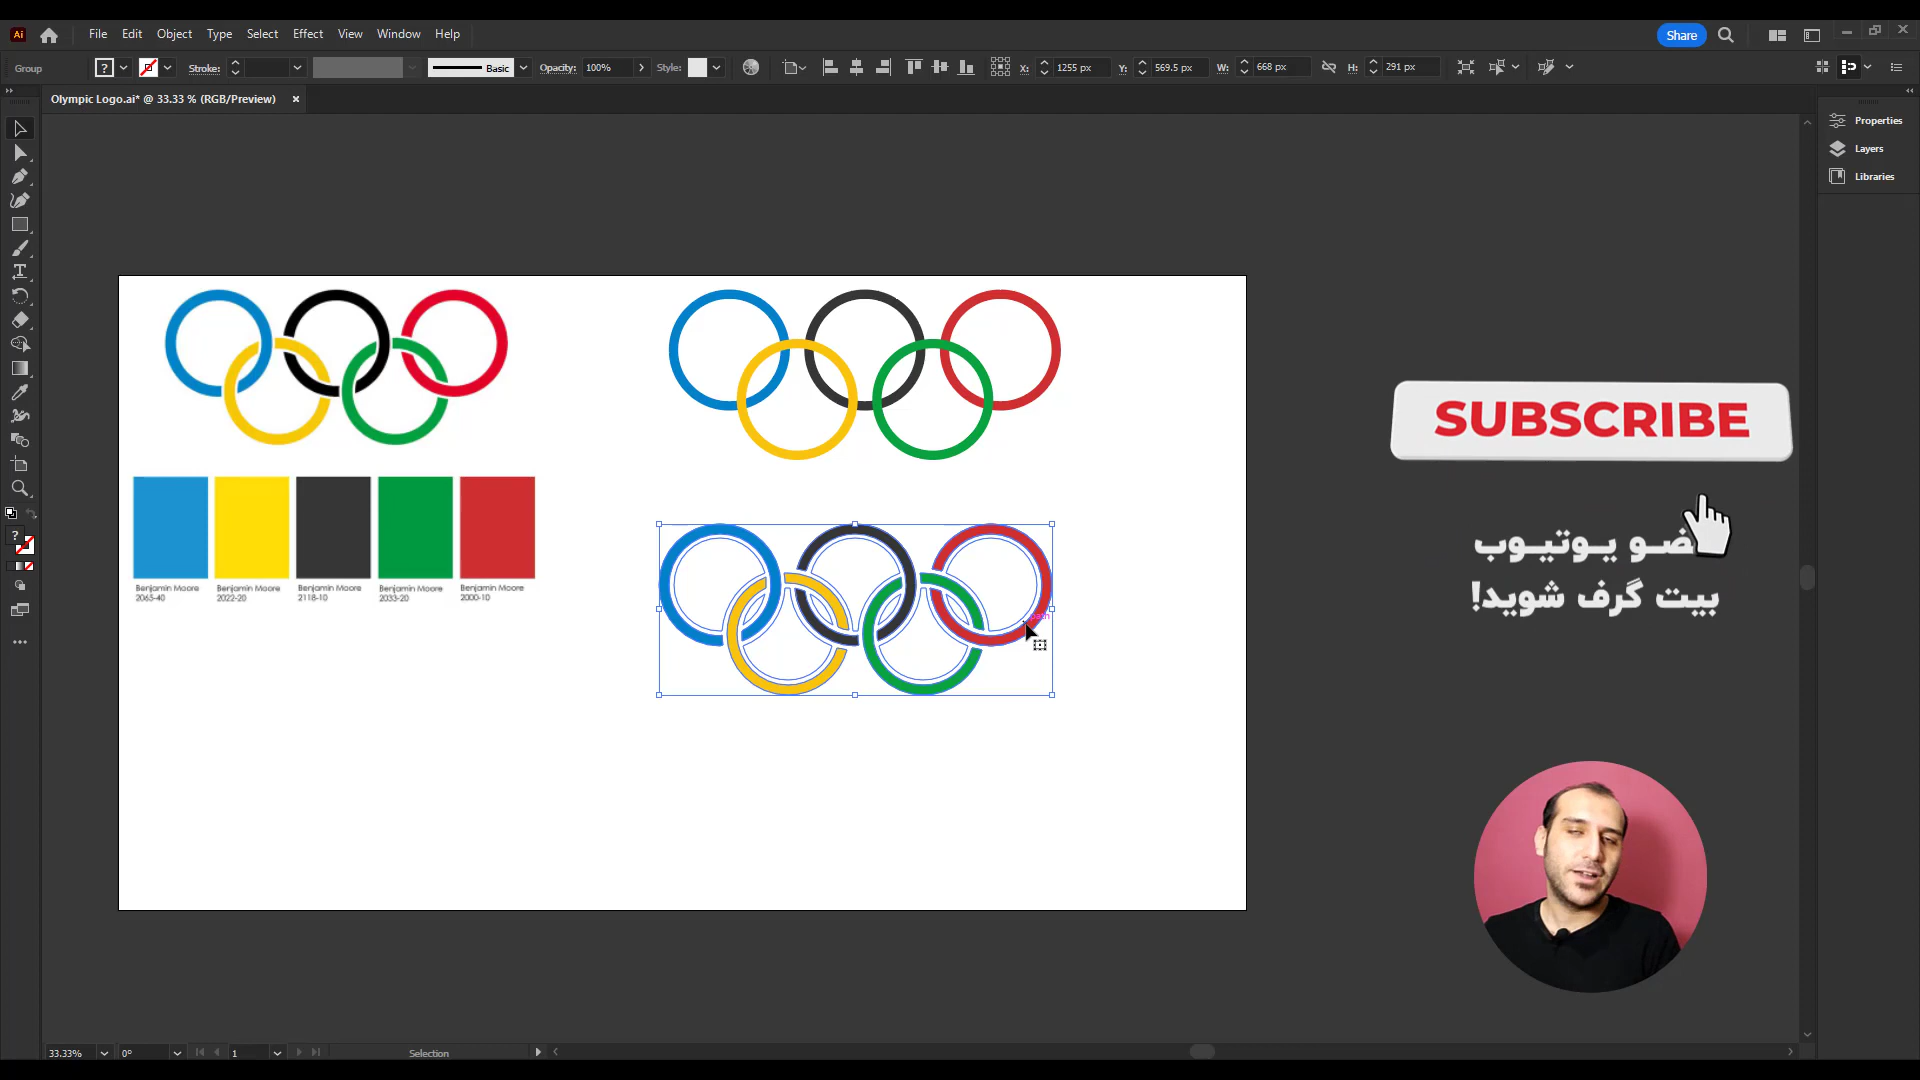 Ai File Edit Object Type Select Effect View Window Help Share
Group ? Stroke: Basic Opacity: 100% Style: X: 1255 px Y: 569.5 px W: 668 px H: 291 px
Olympic Logo.ai* @ 33.33 % (RGB/Preview) ×
Properties
Layers
Libraries
SUBSCRIBE
یـوتیـوب
بیت گرف شوید!
Benjamin Moore
2065-40
Benjamin Moore
2022-20
Benjamin Moore
2118-10
Benjamin Moore
2033-20
Benjamin Moore
2000-10
path
?
33.33% 0° 1 Selection